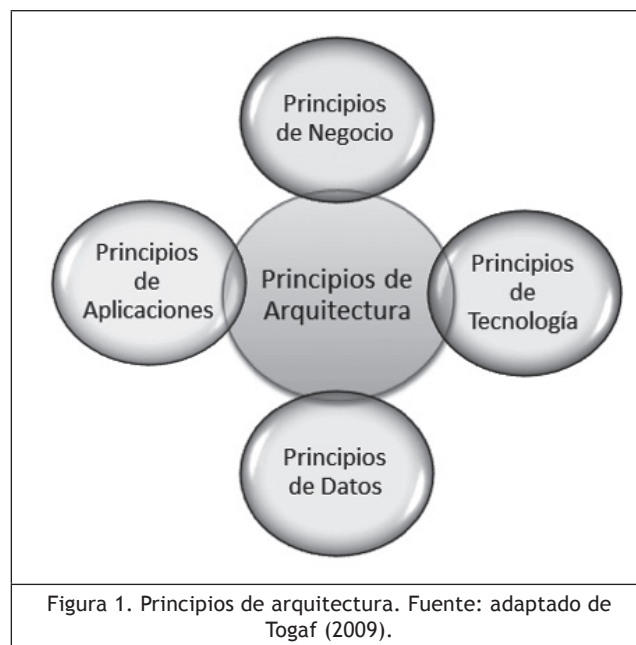 Principios
de Negocio
Principios
de
Aplicaciones
Principios de
Arquitectura
Principios
de
Tecnología
Principios
de Datos
Figura 1. Principios de arquitectura. Fuente: adaptado de
Togaf (2009).